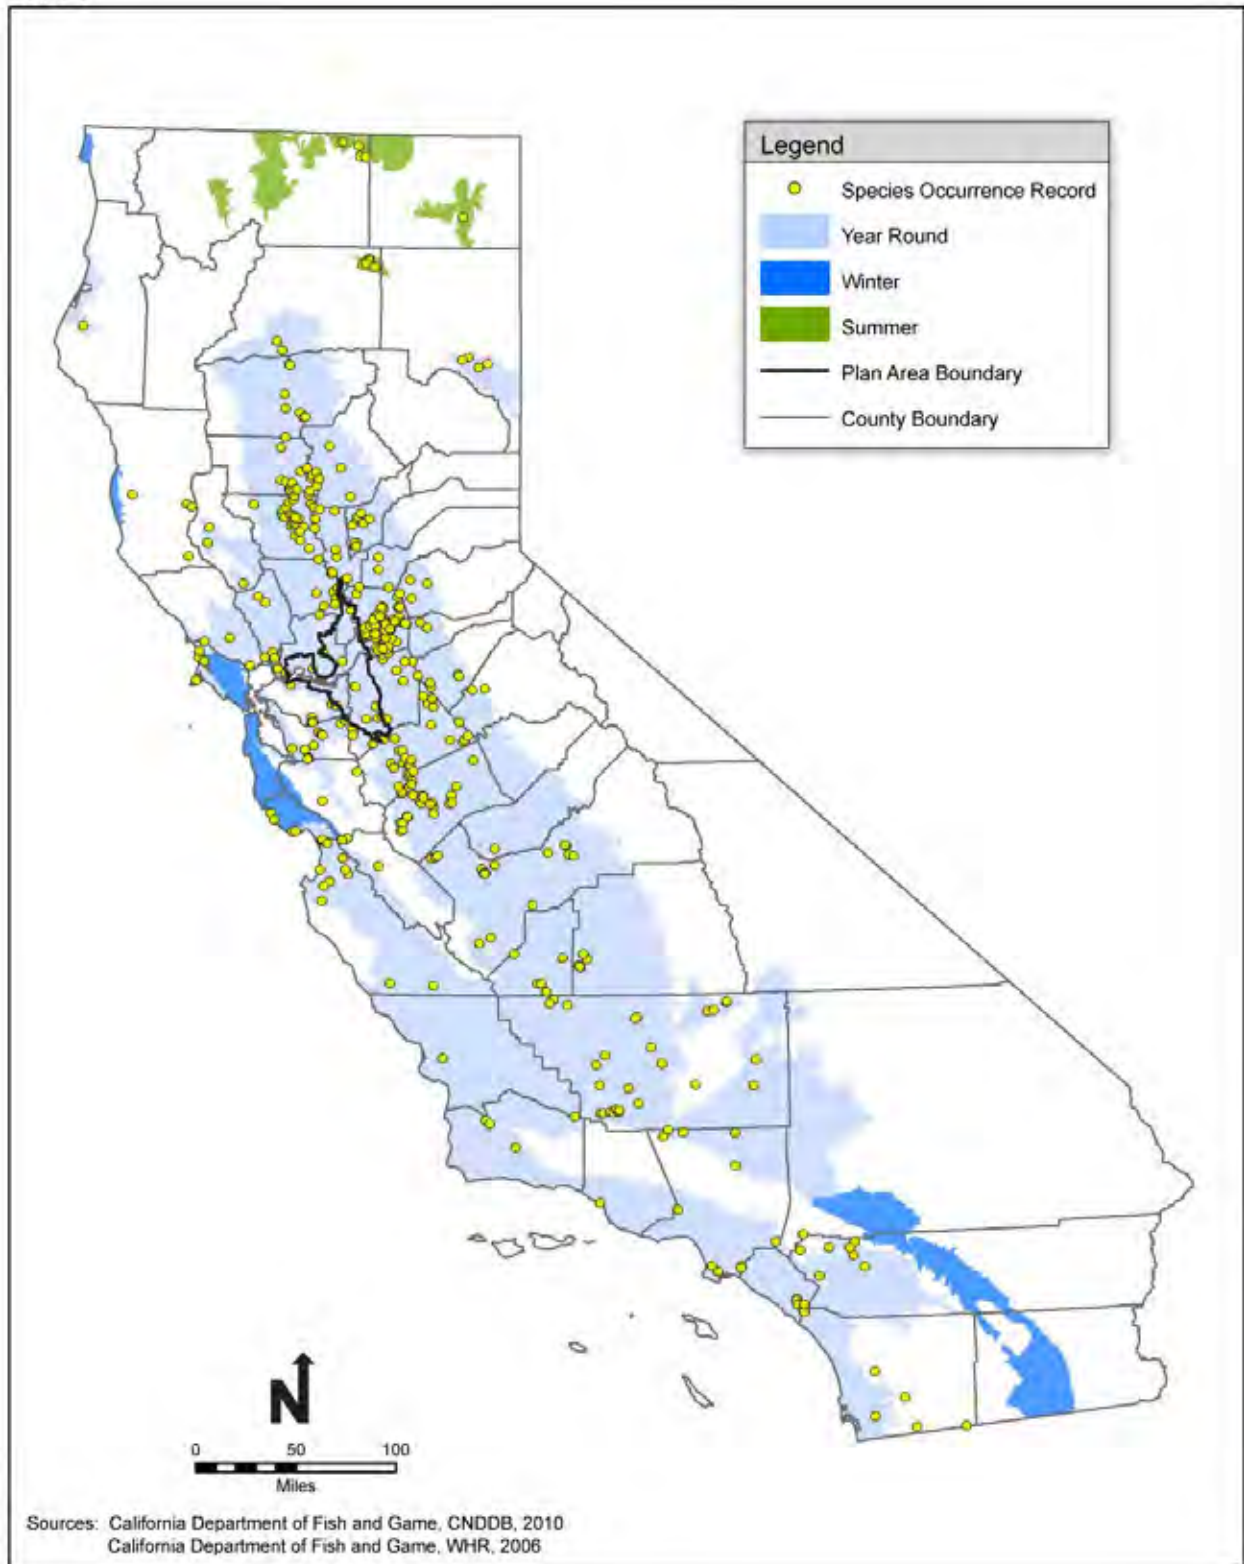 Legend
Species Occurrence Record
Year Round
Winter
Summer
Plan Area Boundary
County Boundary
N
0 50 100
Miles
Sources: California Department of Fish and Game, CNDDB, 2010
California Department of Fish and Game, WHR, 2006